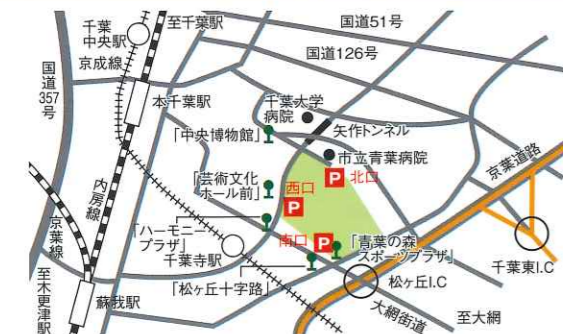 千葉
中央駅
至千葉駅
国道51号
国道126号
京成線
国道
357
号
本千葉駅
千葉大学
病院
矢作トンネル
「中央博物館」
市立青葉病院
京葉道路
P
北口
「芸術文化
ホール前」
西口
P
内房線
京葉線
「ハーモニー
プラザ」
南口
P
「青葉の森
スポーツプラザ」
千葉寺駅
千葉東I.C
「松ヶ丘十字路」
松ヶ丘I.C
至木更津駅
蘇我駅
大網街道
至大網